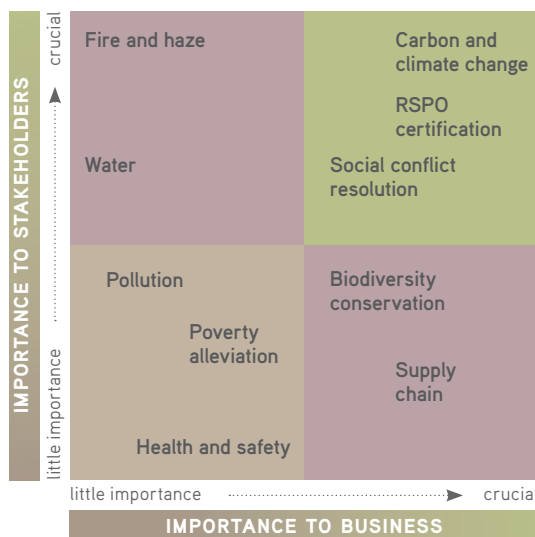 IMPORTANCE TO STAKEHOLDERS
crucial
little importance
Fire and haze
Carbon and
climate change
RSPO
certification
Water
Social conflict
resolution
Pollution
Biodiversity
conservation
Poverty
alleviation
Supply
chain
Health and safety
little importance
crucial
IMPORTANCE TO BUSINESS